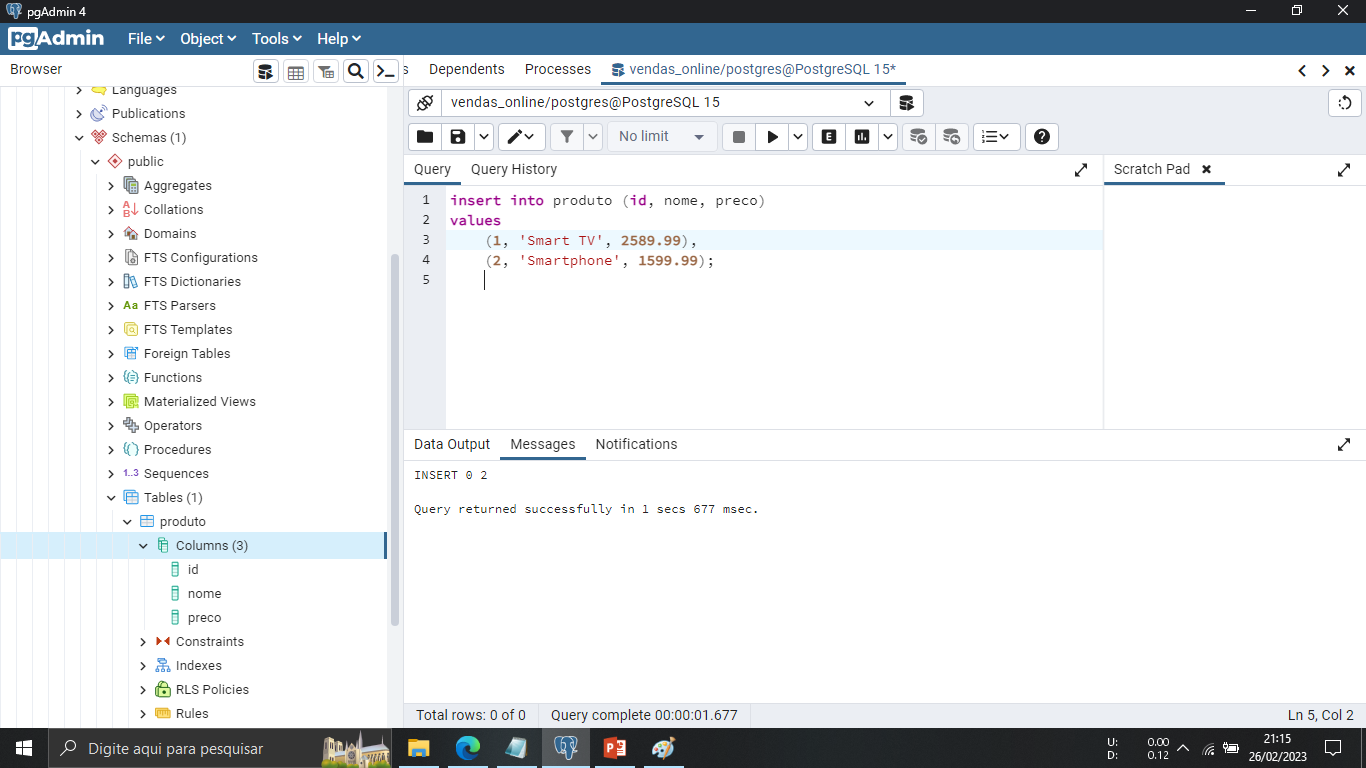 pgAdmin 4
pgAdmin File Object Tools Help
Browser
s Dependents Processes vendas_online/postgres@PostgreSQL 15*
vendas_online/postgres@PostgreSQL 15
No limit
E
Query Query History
Scratch Pad
1 insert into produto (id, nome, preco)
2 values
3 (1, 'Smart TV', 2589.99),
4 (2, 'Smartphone', 1599.99);
5
Languages
Publications
Schemas (1)
public
Aggregates
Collations
Domains
FTS Configurations
FTS Dictionaries
Aa FTS Parsers
FTS Templates
Foreign Tables
Functions
Materialized Views
Operators
Procedures
1..3 Sequences
Tables (1)
produto
Columns (3)
id
nome
preco
Constraints
Indexes
RLS Policies
Rules
Data Output Messages Notifications
INSERT 0 2
Query returned successfully in 1 secs 677 msec.
Total rows: 0 of 0 Query complete 00:00:01.677 Ln 5, Col 2
Digite aqui para pesquisar
U: 0.00
D: 0.12
21:15
26/02/2023